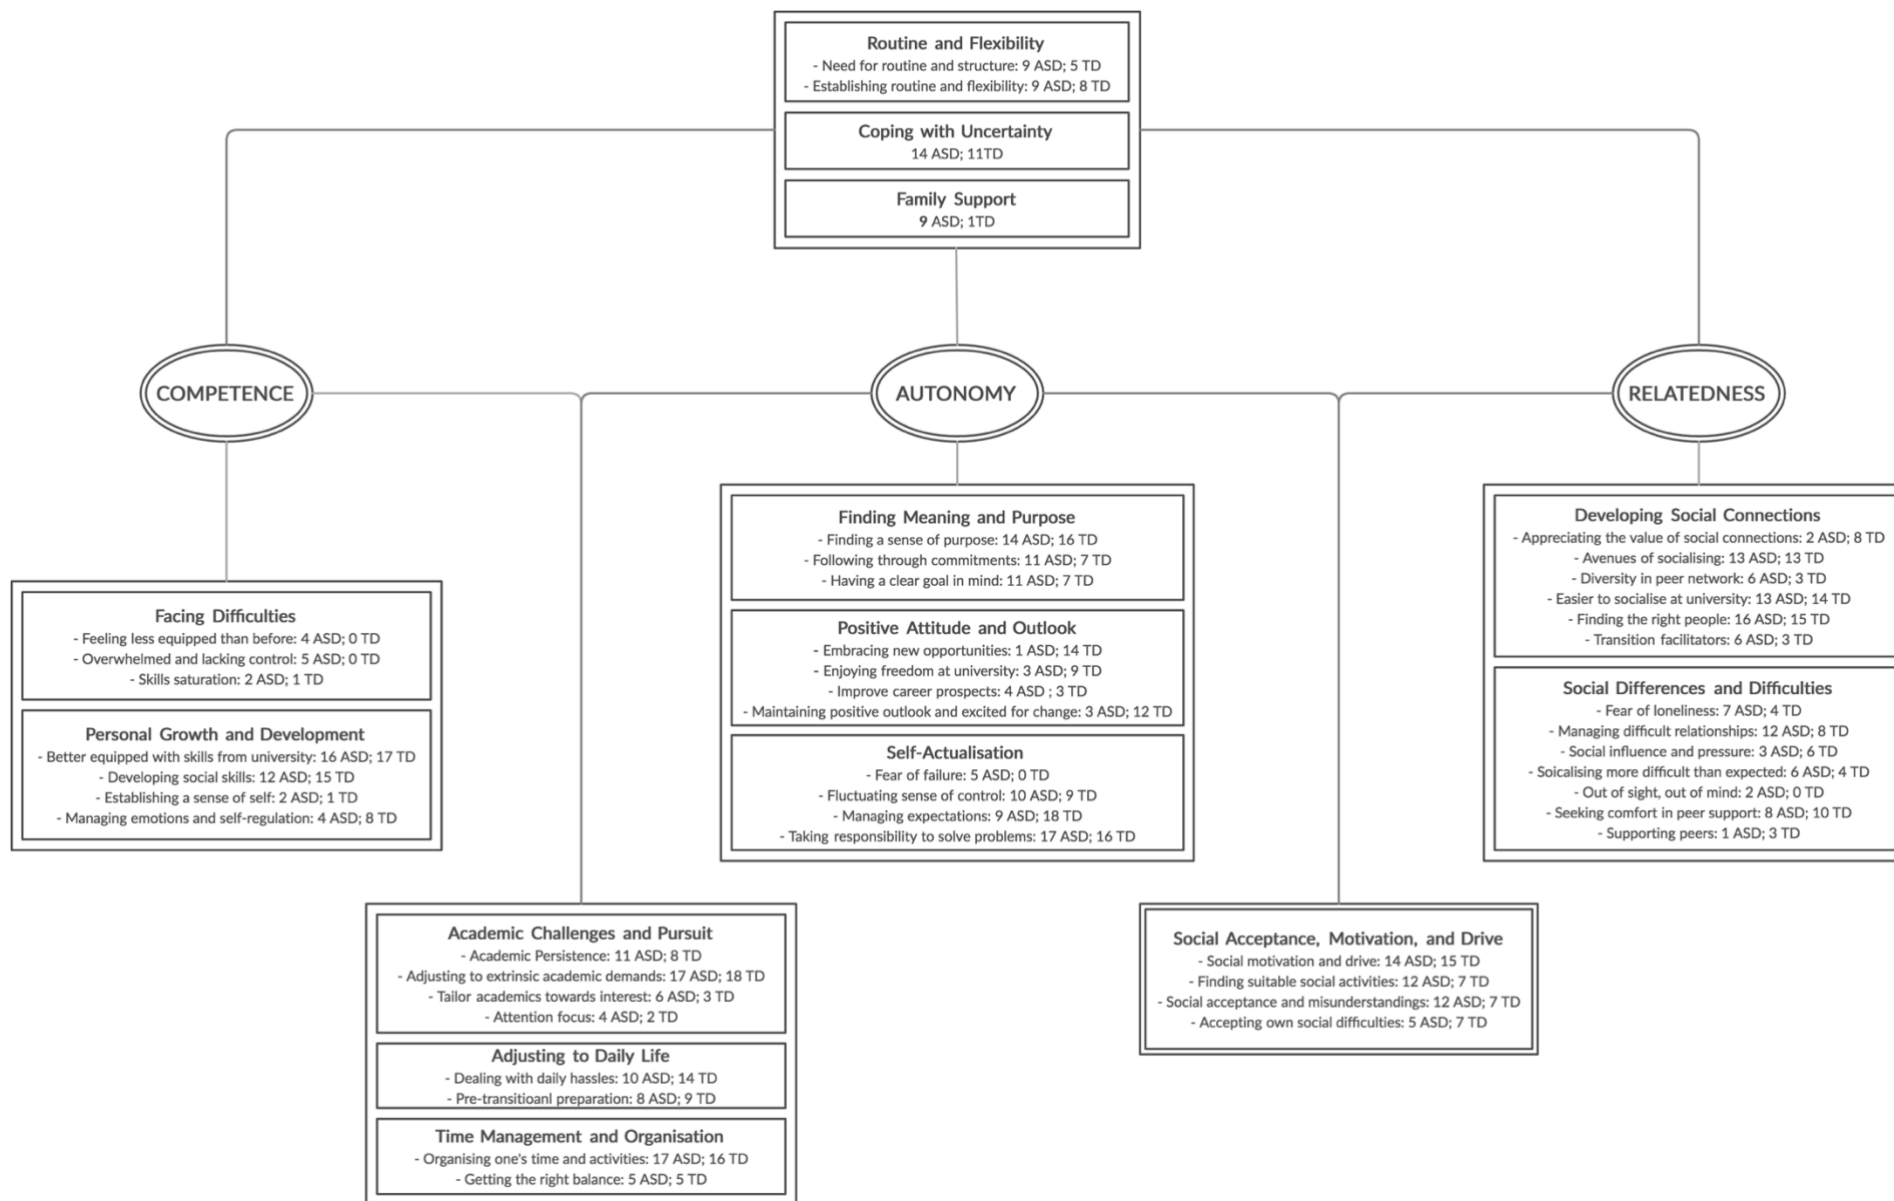 Routine and Flexibility
- Need for routine and structure: 9 ASD; 5 TD
- Establishing routine and flexibility: 9 ASD; 8 TD
Coping with Uncertainty
14 ASD; 11TD
Family Support
9 ASD; 1TD
COMPETENCE
AUTONOMY
RELATEDNESS
Facing Difficulties
- Feeling less equipped than before: 4 ASD; 0 TD
- Overwhelmed and lacking control: 5 ASD; 0 TD
- Skills saturation: 2 ASD; 1 TD
Personal Growth and Development
- Better equipped with skills from university: 16 ASD; 17 TD
- Developing social skills: 12 ASD; 15 TD
- Establishing a sense of self: 2 ASD; 1 TD
- Managing emotions and self-regulation: 4 ASD; 8 TD
Finding Meaning and Purpose
- Finding a sense of purpose: 14 ASD; 16 TD
- Following through commitments: 11 ASD; 7 TD
- Having a clear goal in mind: 11 ASD; 7 TD
Positive Attitude and Outlook
- Embracing new opportunities: 1 ASD; 14 TD
- Enjoying freedom at university: 3 ASD; 9 TD
- Improve career prospects: 4 ASD ; 3 TD
- Maintaining positive outlook and excited for change: 3 ASD; 12 TD
Self-Actualisation
- Fear of failure: 5 ASD; 0 TD
- Fluctuating sense of control: 10 ASD; 9 TD
- Managing expectations: 9 ASD; 18 TD
- Taking responsibility to solve problems: 17 ASD; 16 TD
Developing Social Connections
- Appreciating the value of social connections: 2 ASD; 8 TD
- Avenues of socialising: 13 ASD; 13 TD
- Diversity in peer network: 6 ASD; 3 TD
- Easier to socialise at university: 13 ASD; 14 TD
- Finding the right people: 16 ASD; 15 TD
- Transition facilitators: 6 ASD; 3 TD
Social Differences and Difficulties
- Fear of loneliness: 7 ASD; 4 TD
- Managing difficult relationships: 12 ASD; 8 TD
- Social influence and pressure: 3 ASD; 6 TD
- Soicalising more difficult than expected: 6 ASD; 4 TD
- Out of sight, out of mind: 2 ASD; 0 TD
- Seeking comfort in peer support: 8 ASD; 10 TD
- Supporting peers: 1 ASD; 3 TD
Academic Challenges and Pursuit
- Academic Persistence: 11 ASD; 8 TD
- Adjusting to extrinsic academic demands: 17 ASD; 18 TD
- Tailor academics towards interest: 6 ASD; 3 TD
- Attention focus: 4 ASD; 2 TD
Adjusting to Daily Life
- Dealing with daily hassles: 10 ASD; 14 TD
- Pre-transitioanl preparation: 8 ASD; 9 TD
Time Management and Organisation
- Organising one's time and activities: 17 ASD; 16 TD
- Getting the right balance: 5 ASD; 5 TD
Social Acceptance, Motivation, and Drive
- Social motivation and drive: 14 ASD; 15 TD
- Finding suitable social activities: 12 ASD; 7 TD
- Social acceptance and misunderstandings: 12 ASD; 7 TD
- Accepting own social difficulties: 5 ASD; 7 TD